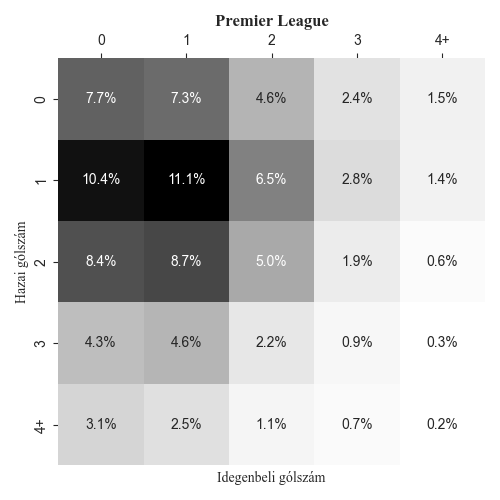 Premier League
0 1 2 3 4+
0 7.7% 7.3% 4.6% 2.4% 1.5%
1 10.4% 11.1% 6.5% 2.8% 1.4%
2 8.4% 8.7% 5.0% 1.9% 0.6%
3 4.3% 4.6% 2.2% 0.9% 0.3%
4+ 3.1% 2.5% 1.1% 0.7% 0.2%
Hazai gólszám
Idegenbeli gólszám